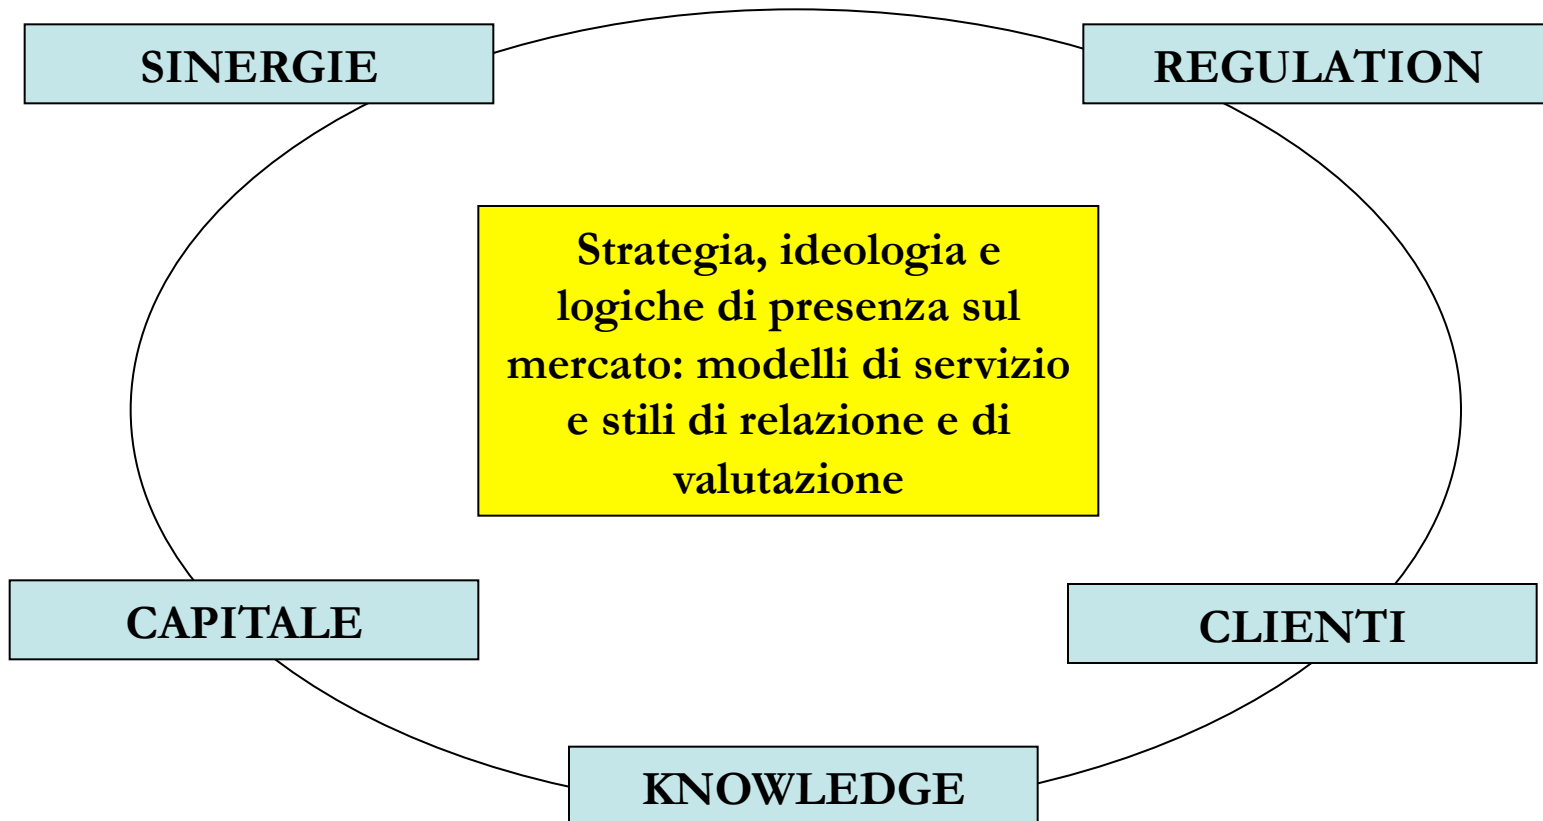 SINERGIE
REGULATION
Strategia, ideologia e
logiche di presenza sul
mercato: modelli di servizio
e stili di relazione e di
valutazione
CAPITALE
CLIENTI
KNOWLEDGE